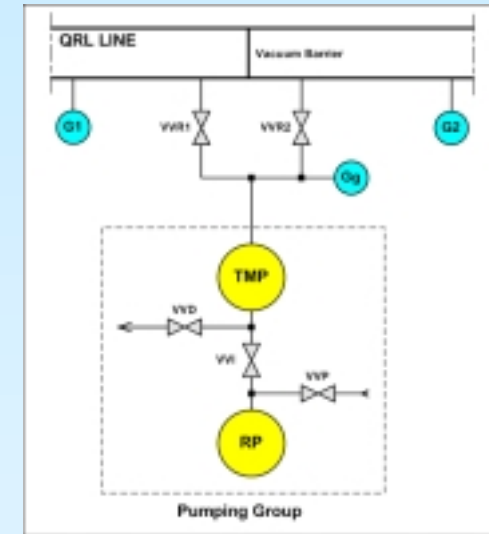 QRL LINE
Vacuum Barrier
G1
VVR1
VVR2
G2
Gg
TMP
VVD
VVI
VVP
RP
Pumping Group